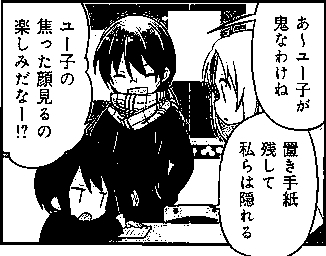 あ～ユー子が
鬼なわけね
置き手紙
残して
私らは隠れる
ユー子の
焦った顔見るの
楽しみだなー!?